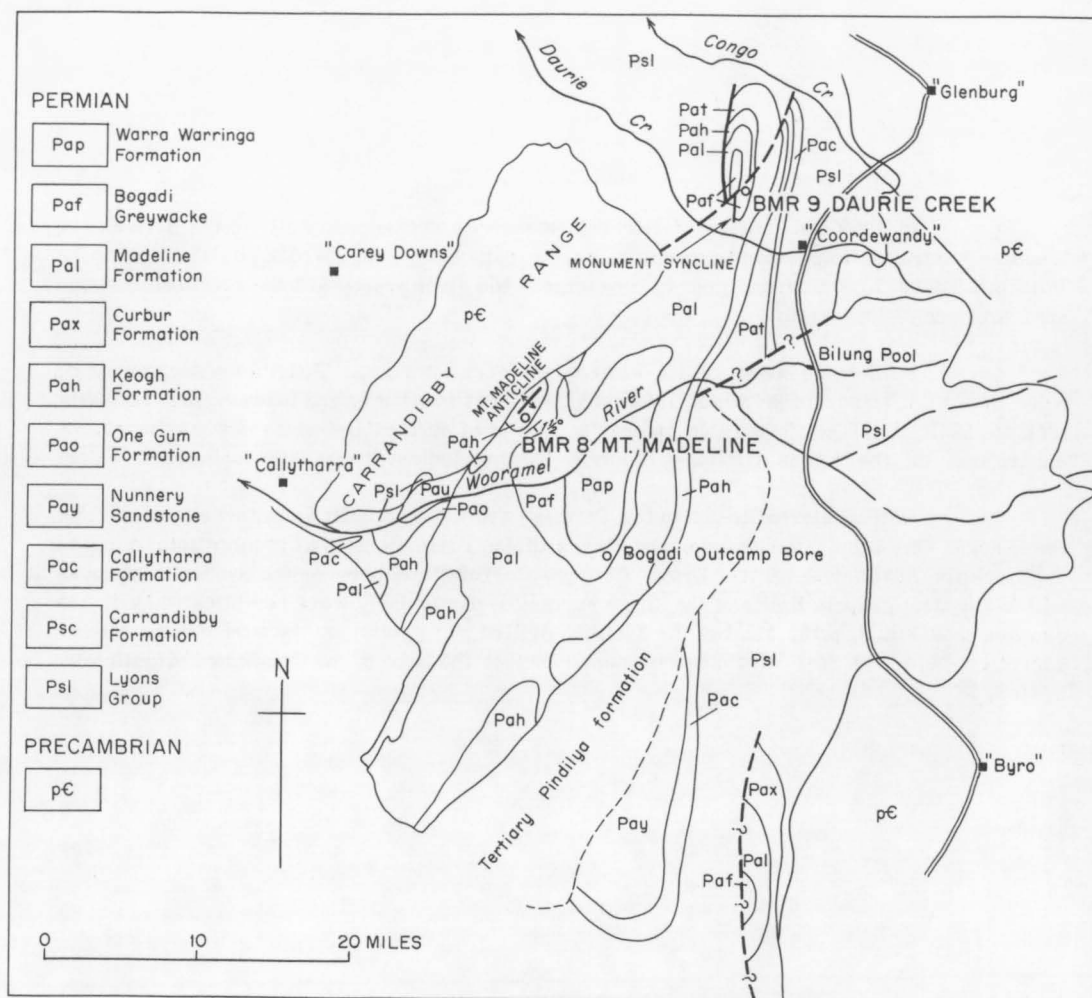 PERMIAN
Pap
Warra Warringa
Formation
Paf
Bogadi
Greywacke
Pal
Madeline
Formation
Pax
Curbur
Formation
Pah
Keogh
Formation
Pao
One Gum
Formation
Pay
Nunnery
Sandstone
Pac
Callytharra
Formation
Psc
Carrandibby
Formation
Psl
Lyons
Group
PRECAMBRIAN
p€
0 10 20 MILES
N
Daurie
Cr
Psl
Congo
Cr
"Glenburg"
Pat
Pah
Pal
Pac
Psl
Paf
BMR 9 DAURIE CREEK
"Coordewandy"
p€
"Carey Downs"
MONUMENT SYNCLINE
CARRANDIBBY RANGE
p€
Pal
Pat
?
Bilung Pool
?
MT. MADELINE
ANTICLINE
1½°
River
Pah
BMR 8 MT. MADELINE
Wooramel
"Callytharra"
Psl
Pau
Pao
Paf
Pap
Pah
Psl
Pac
Pah
Pal
Bogadi Outcamp Bore
Pal
Pah
Psl
Pah
Pac
Tertiary Pindilya formation
"Byro"
Pax
p€
Pay
?
Pal
Paf
?
?